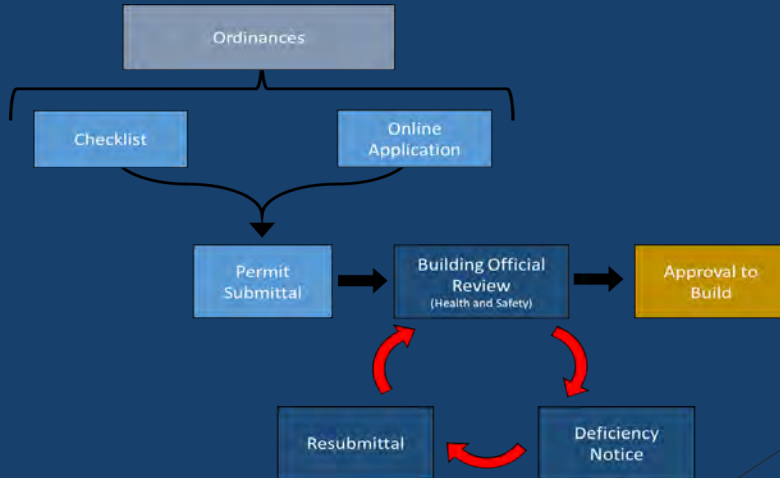 Ordinances
Checklist
Online
Application
Permit
Submittal
Building Official
Review
(Health and Safety)
Approval to
Build
Resubmittal
Deficiency
Notice